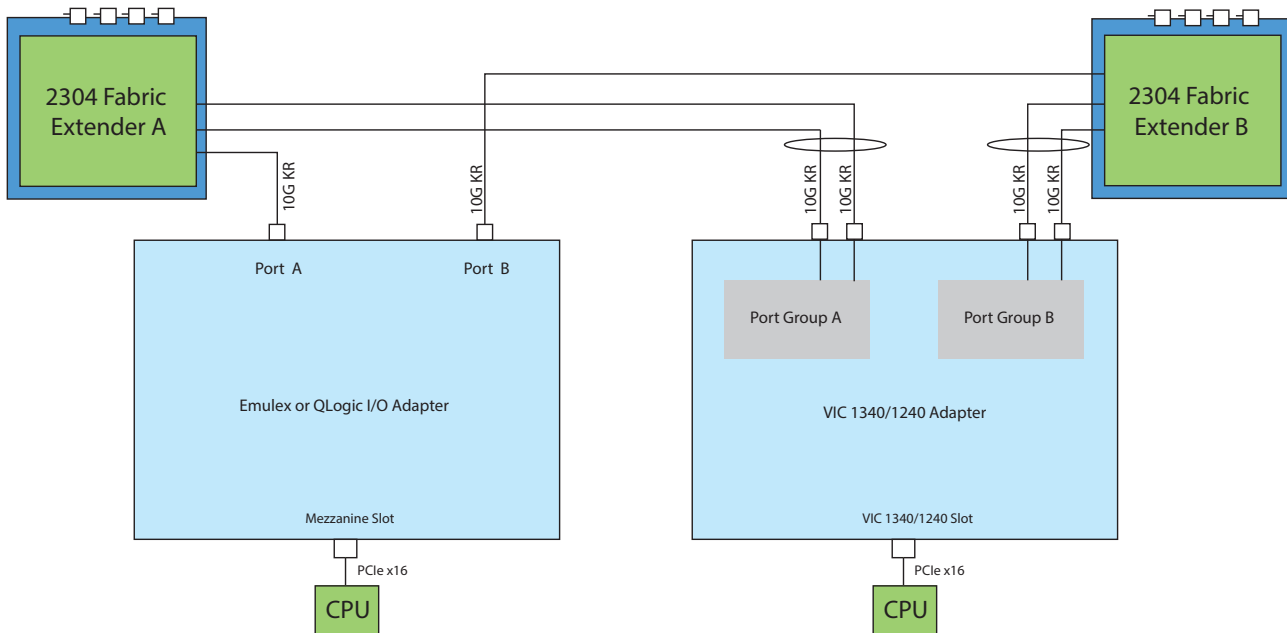 2304 Fabric
Extender A
2304 Fabric
Extender B
10G KR
10G KR
10G KR
10G KR
10G KR
10G KR
Port A
Port B
Port Group A
Port Group B
Emulex or QLogic I/O Adapter
VIC 1340/1240 Adapter
Mezzanine Slot
VIC 1340/1240 Slot
PCIe x16
PCIe x16
CPU
CPU